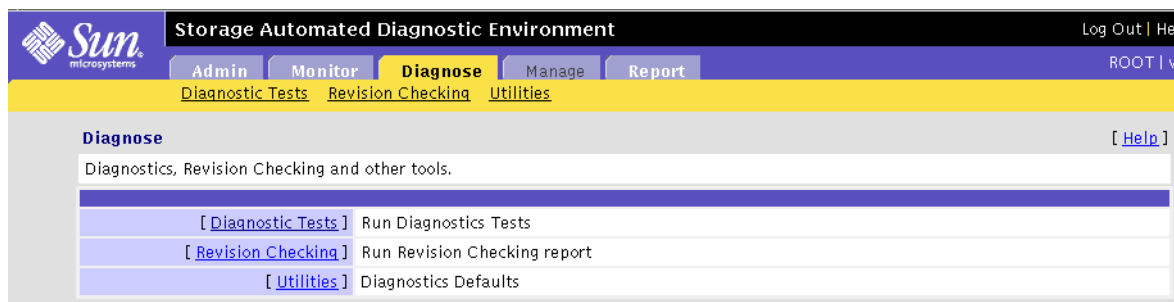 Sun
microsystems
Storage Automated Diagnostic Environment
Log Out | He
Admin Monitor Diagnose Manage Report
ROOT | v
Diagnostic Tests Revision Checking Utilities
Diagnose
[ Help ]
Diagnostics, Revision Checking and other tools.
[ Diagnostic Tests ] Run Diagnostics Tests
[ Revision Checking ] Run Revision Checking report
[ Utilities ] Diagnostics Defaults